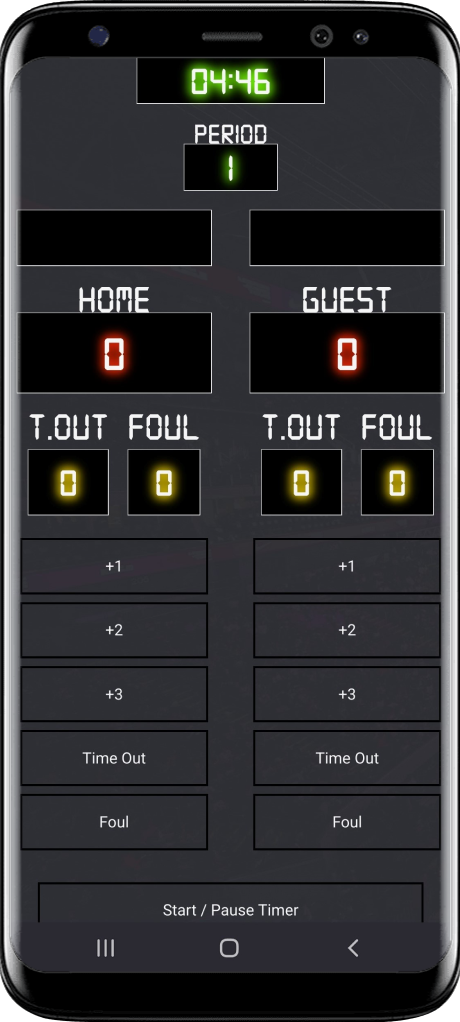 04:46
PERIOD
1
HOME GUEST
0 0
T.OUT FOUL T.OUT FOUL
0 0 0 0
+1 +1
+2 +2
+3 +3
Time Out Time Out
Foul Foul
Start / Pause Timer